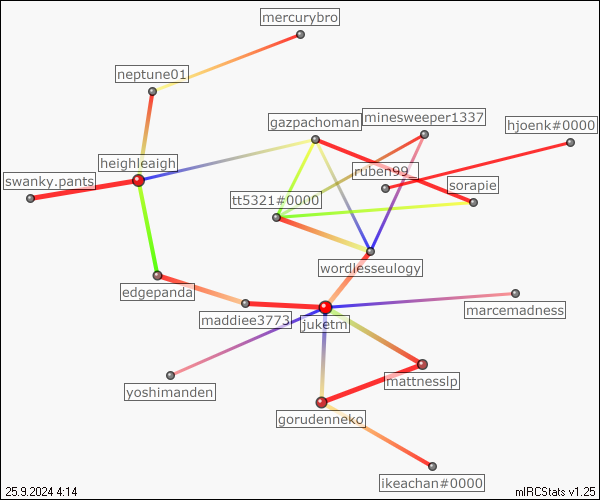 mercurybro
neptune01
gazpachoman
minesweeper1337
hjoenk#0000
heighleaigh
ruben99
swanky.pants
sorapie
tt5321#0000
wordlesseulogy
edgepanda
marcemadness
maddiee3773
juketm
mattnesslp
yoshimanden
gorudenneko
ikeachan#0000
25.9.2024 4:14
mIRCStats v1.25